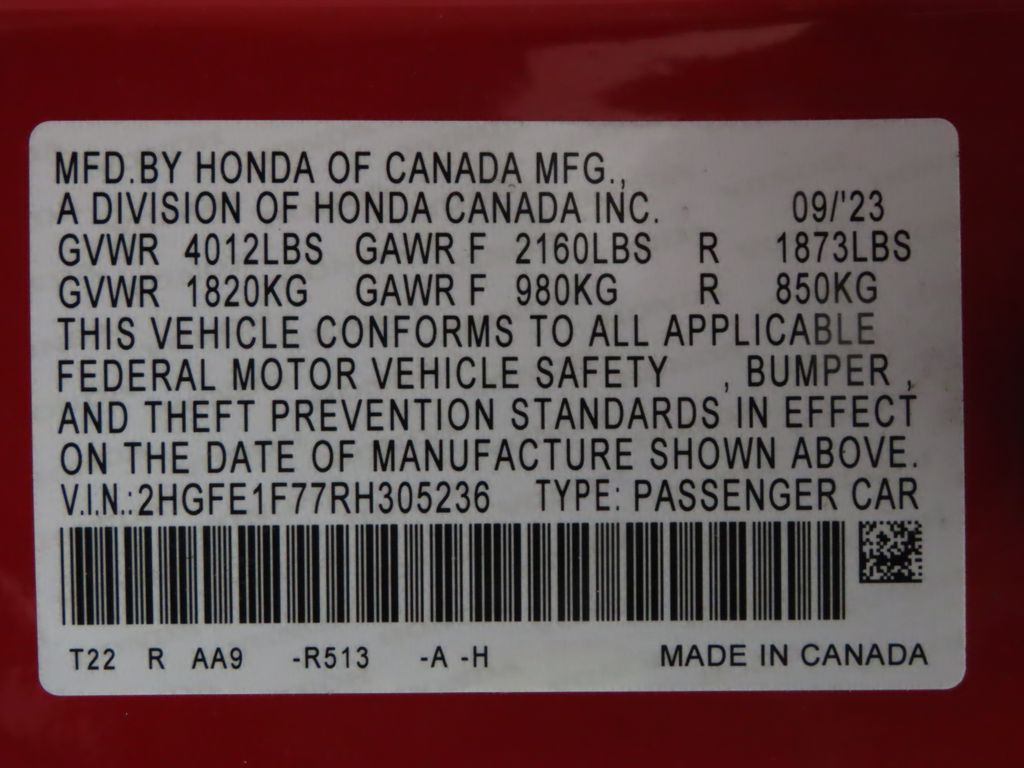 MFD.BY HONDA OF CANADA MFG.,
A DIVISION OF HONDA CANADA INC. 09/'23
GVWR 4012LBS GAWR F 2160LBS R 1873LBS
GVWR 1820KG GAWR F 980KG R 850KG
THIS VEHICLE CONFORMS TO ALL APPLICABLE
FEDERAL MOTOR VEHICLE SAFETY , BUMPER ,
AND THEFT PREVENTION STANDARDS IN EFFECT
ON THE DATE OF MANUFACTURE SHOWN ABOVE.
V.I.N.:2HGFE1F77RH305236 TYPE: PASSENGER CAR
T22 R AA9 -R513 -A -H MADE IN CANADA